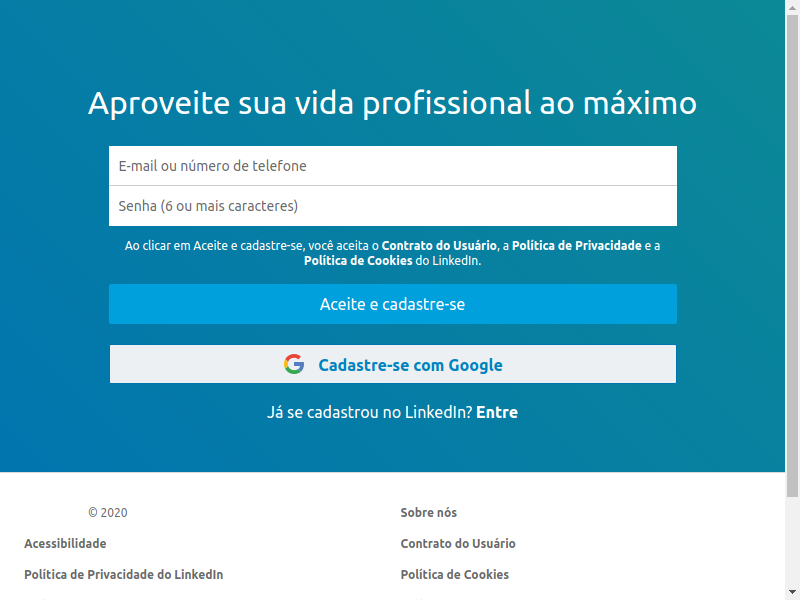 Aproveite sua vida profissional ao máximo
E-mail ou número de telefone
Senha (6 ou mais caracteres)
Ao clicar em Aceite e cadastre-se, você aceita o Contrato do Usuário, a Política de Privacidade e a
Política de Cookies do LinkedIn.
Aceite e cadastre-se
Cadastre-se com Google
Já se cadastrou no LinkedIn? Entre
© 2020
Sobre nós
Acessibilidade
Contrato do Usuário
Política de Privacidade do LinkedIn
Política de Cookies